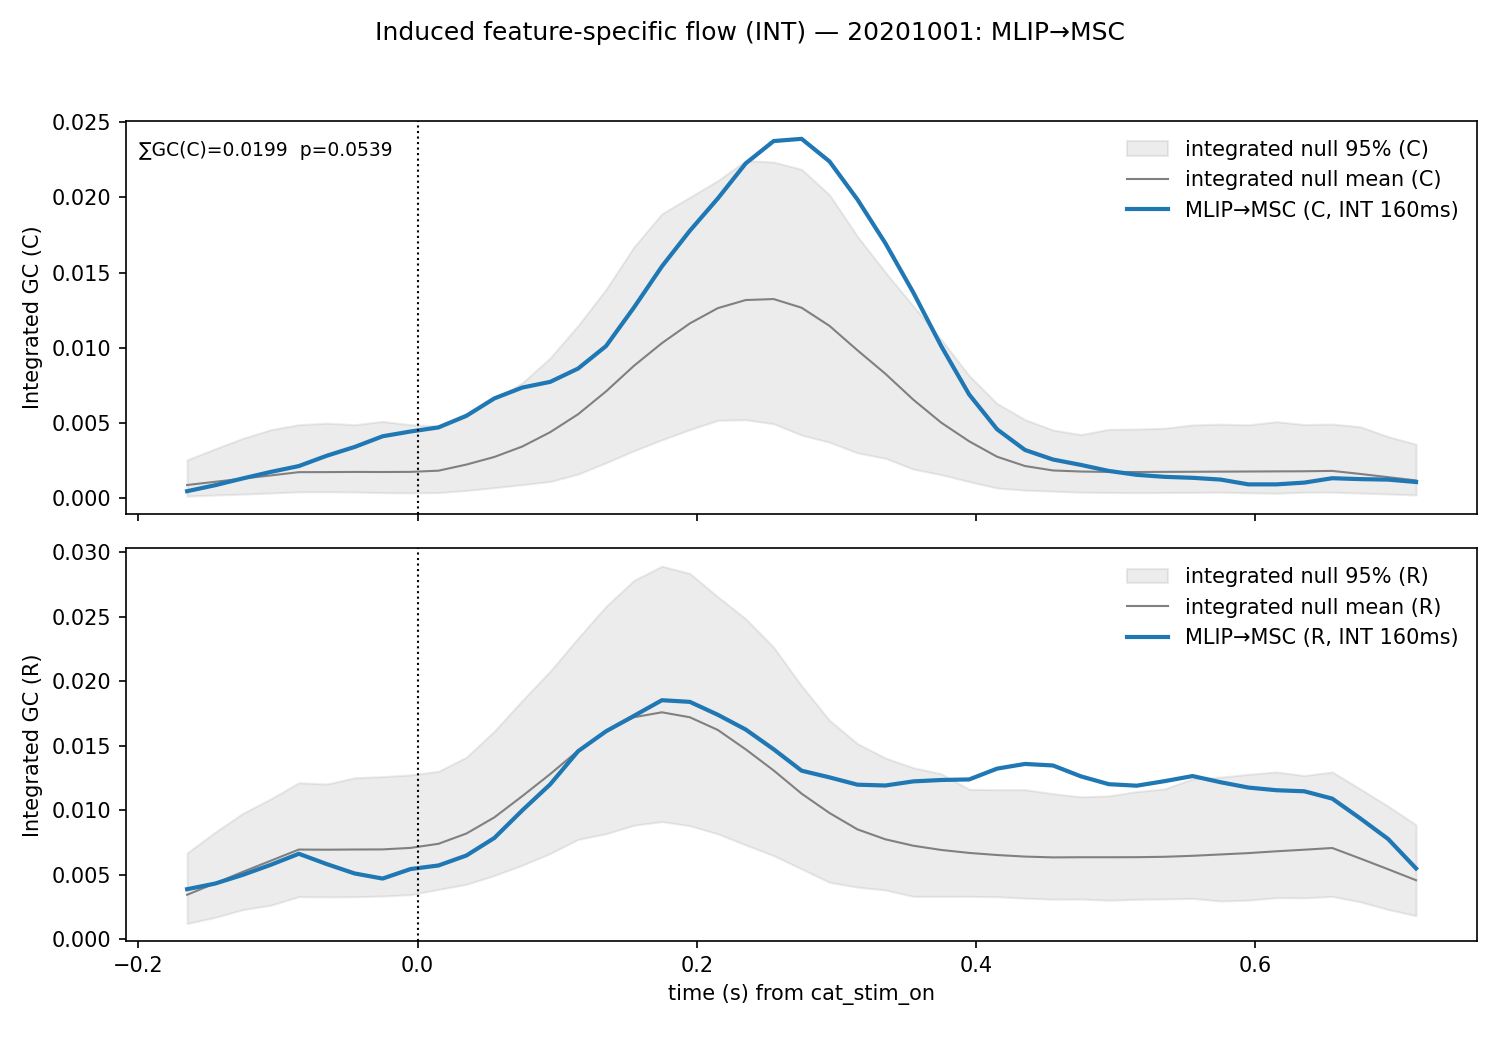 Induced feature-specific flow (INT) — 20201001: MLIP→MSC
∑GC(C)=0.0199  p=0.0539
integrated null 95% (C)
integrated null mean (C)
MLIP→MSC (C, INT 160ms)
Integrated GC (C)
0.025
0.020
0.015
0.010
0.005
0.000
integrated null 95% (R)
integrated null mean (R)
MLIP→MSC (R, INT 160ms)
Integrated GC (R)
0.030
0.025
0.020
0.015
0.010
0.005
0.000
−0.2 0.0 0.2 0.4 0.6
time (s) from cat_stim_on